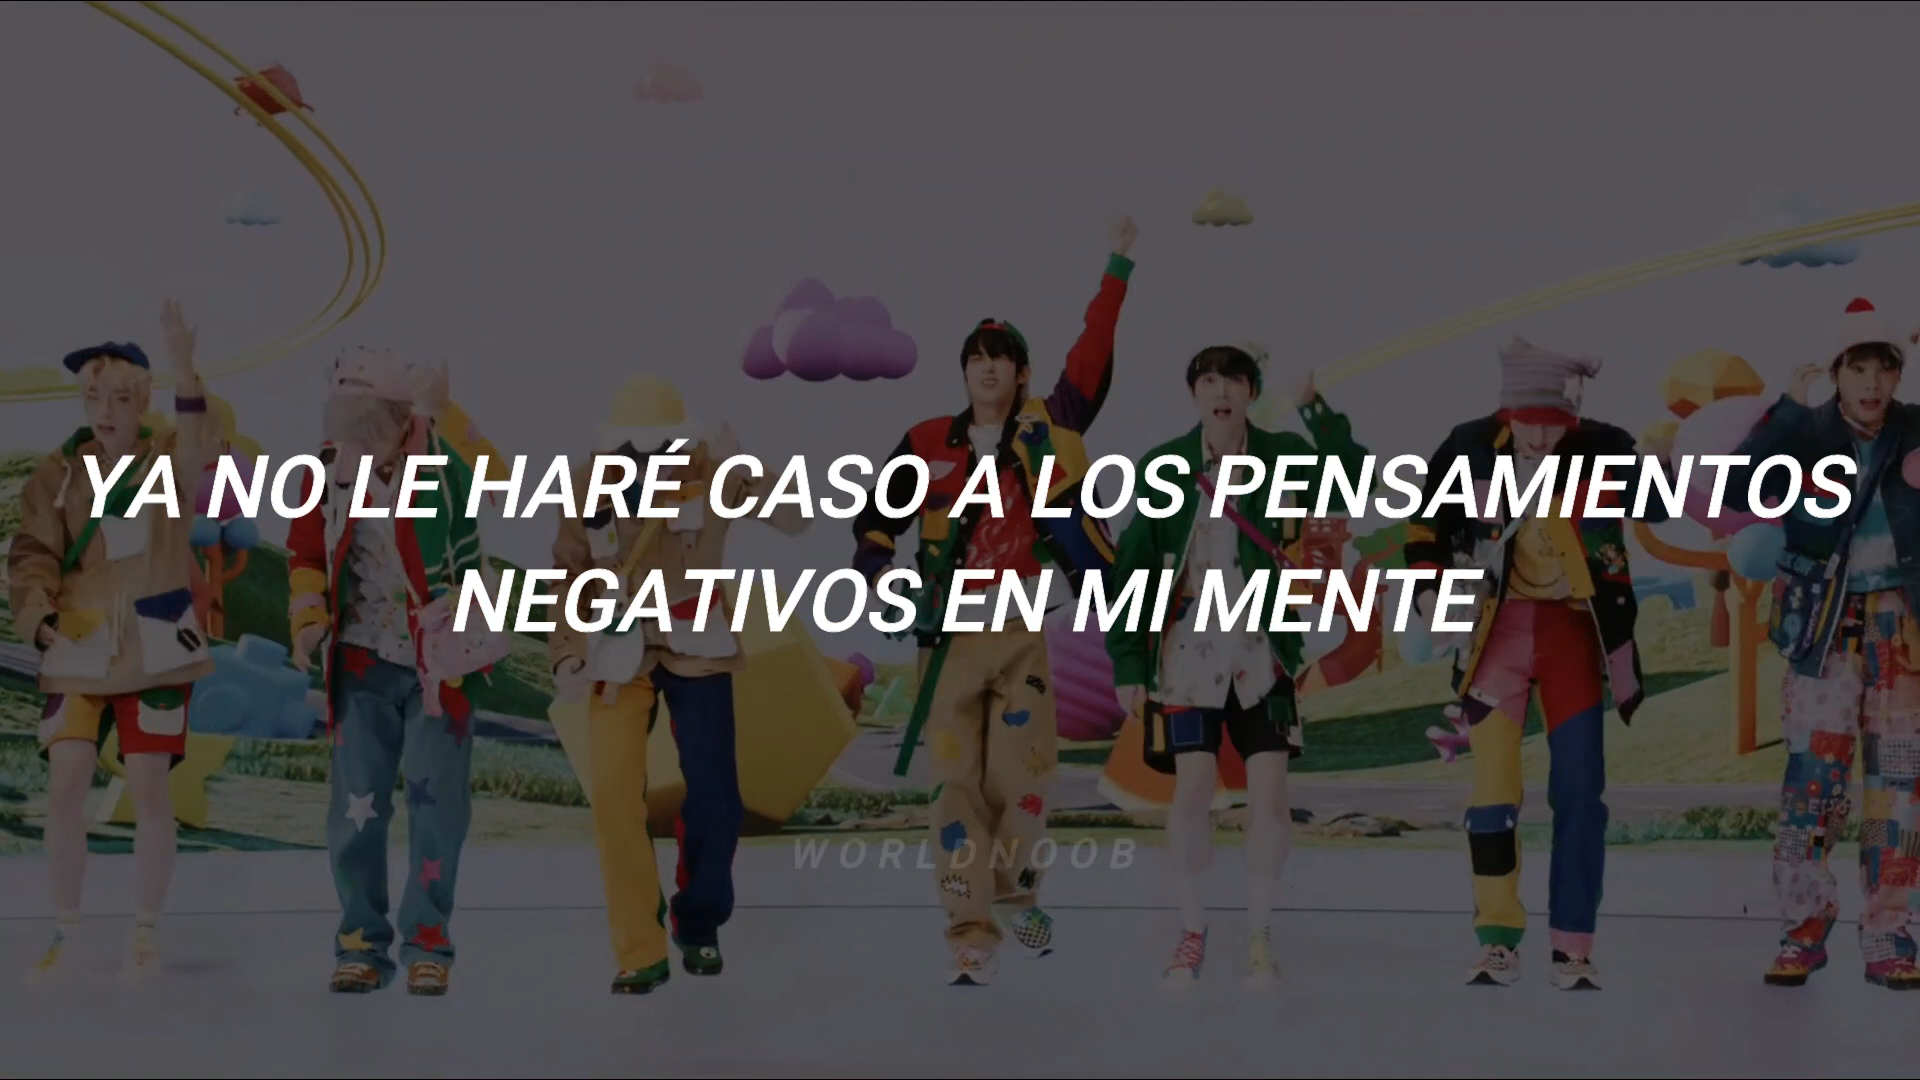 YA NO LE HARÉ CASO A LOS PENSAMIENTOS
NEGATIVOS EN MI MENTE
WORLDNOOB